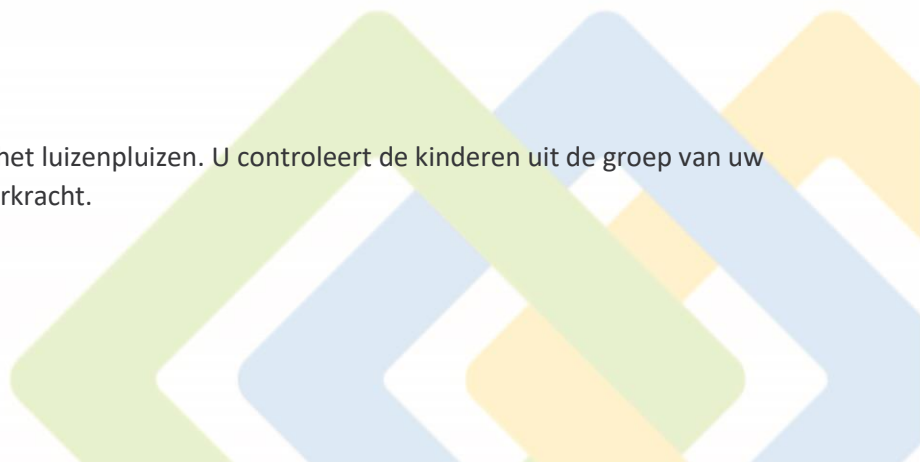 het luizenpluizen. U controleert de kinderen uit de groep van uw
rkracht.